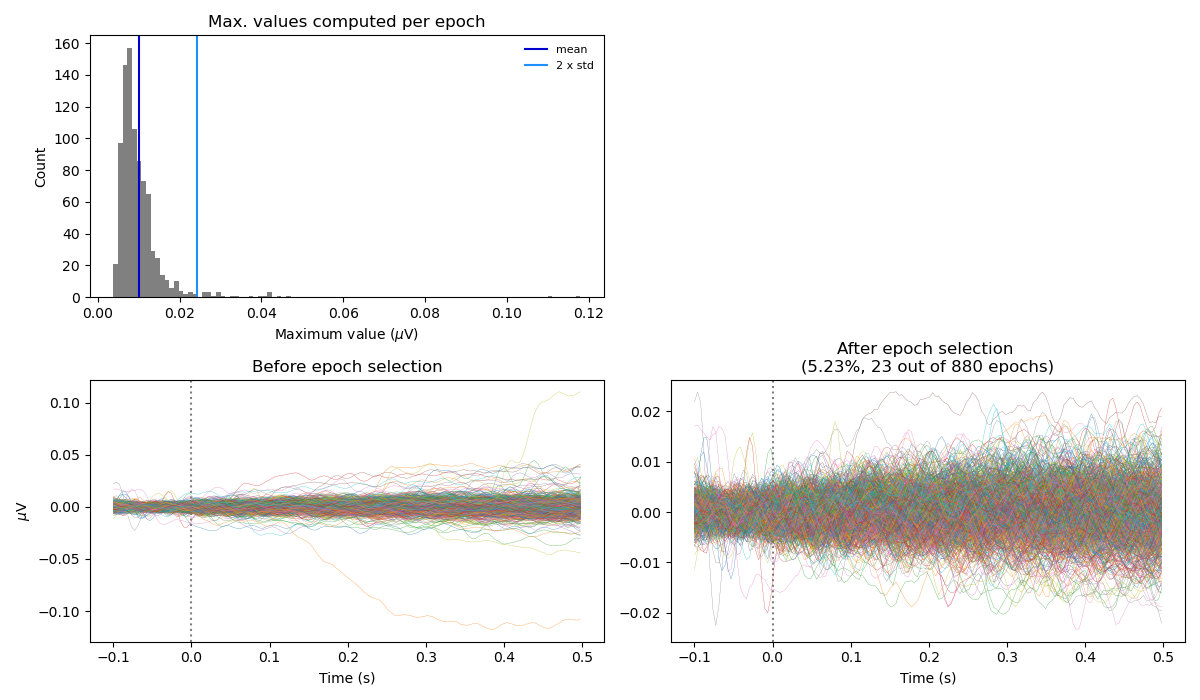 Max. values computed per epoch
160
140
120
100
80
60
40
20
0
Count
mean
2 x std
0.00 0.02 0.04 0.06 0.08 0.10 0.12
Maximum value (μV)
Before epoch selection
0.10
0.05
0.00
−0.05
−0.10
μV
−0.1 0.0 0.1 0.2 0.3 0.4 0.5
Time (s)
After epoch selection
(5.23%, 23 out of 880 epochs)
0.02
0.01
0.00
−0.01
−0.02
−0.1 0.0 0.1 0.2 0.3 0.4 0.5
Time (s)